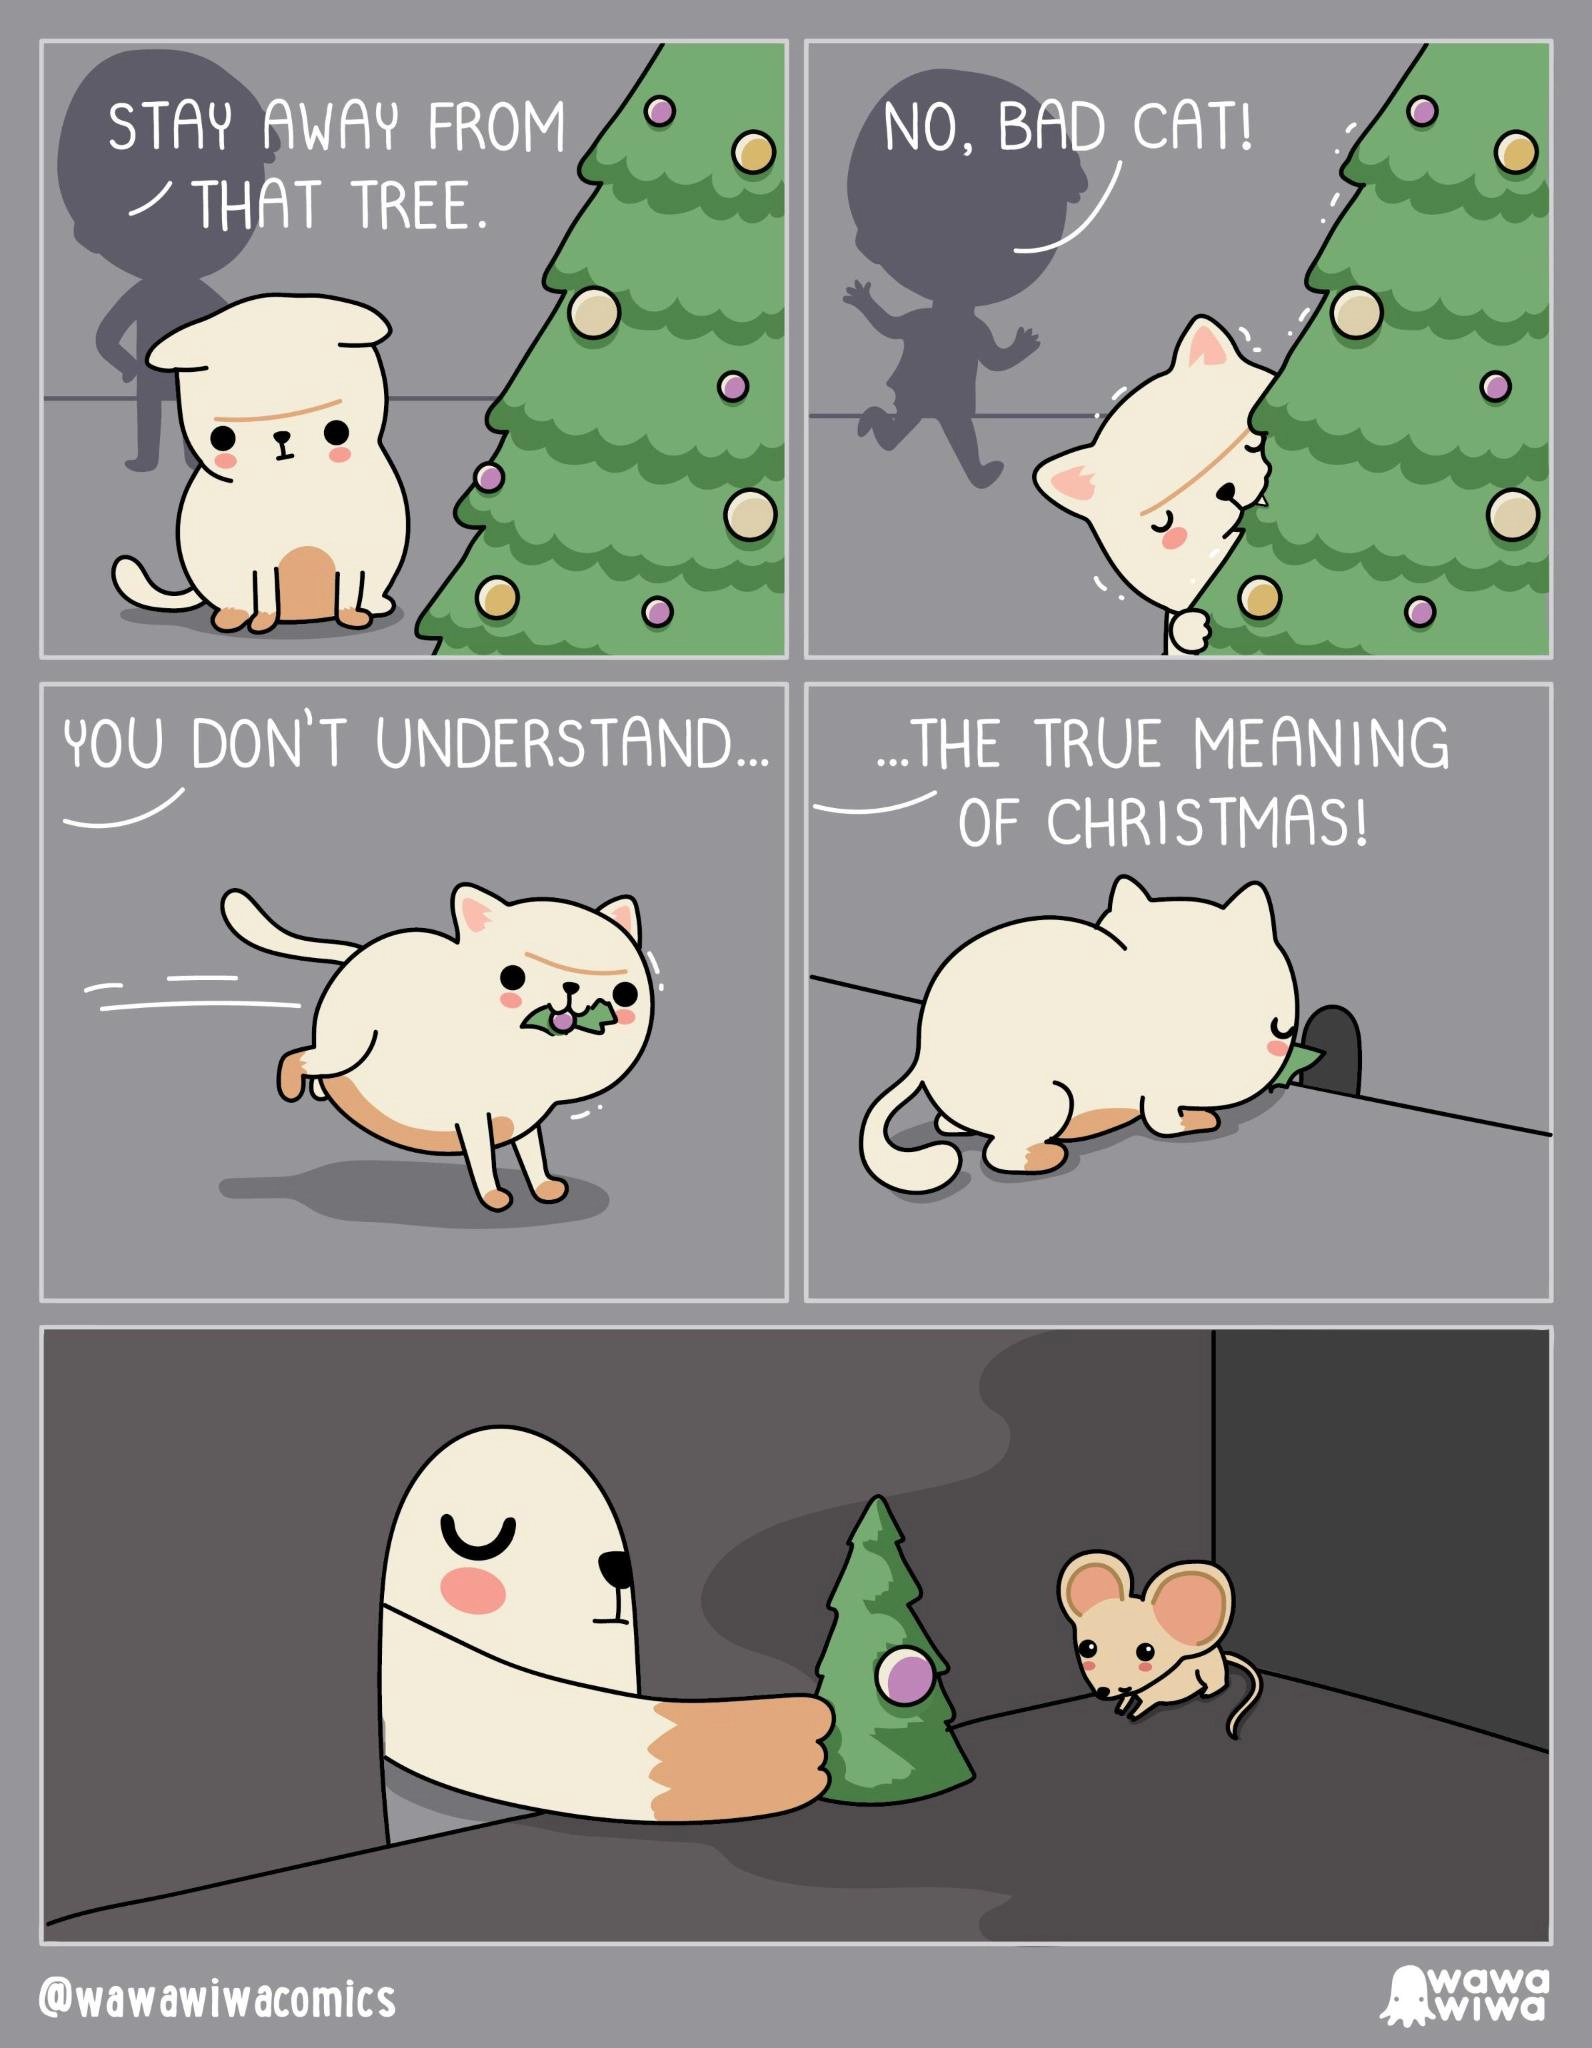 STAY AWAY FROM
THAT TREE.
NO, BAD CAT!
YOU DON'T UNDERSTAND...
...THE TRUE MEANING
OF CHRISTMAS!
@wawawiwacomics
wawa
wiwa